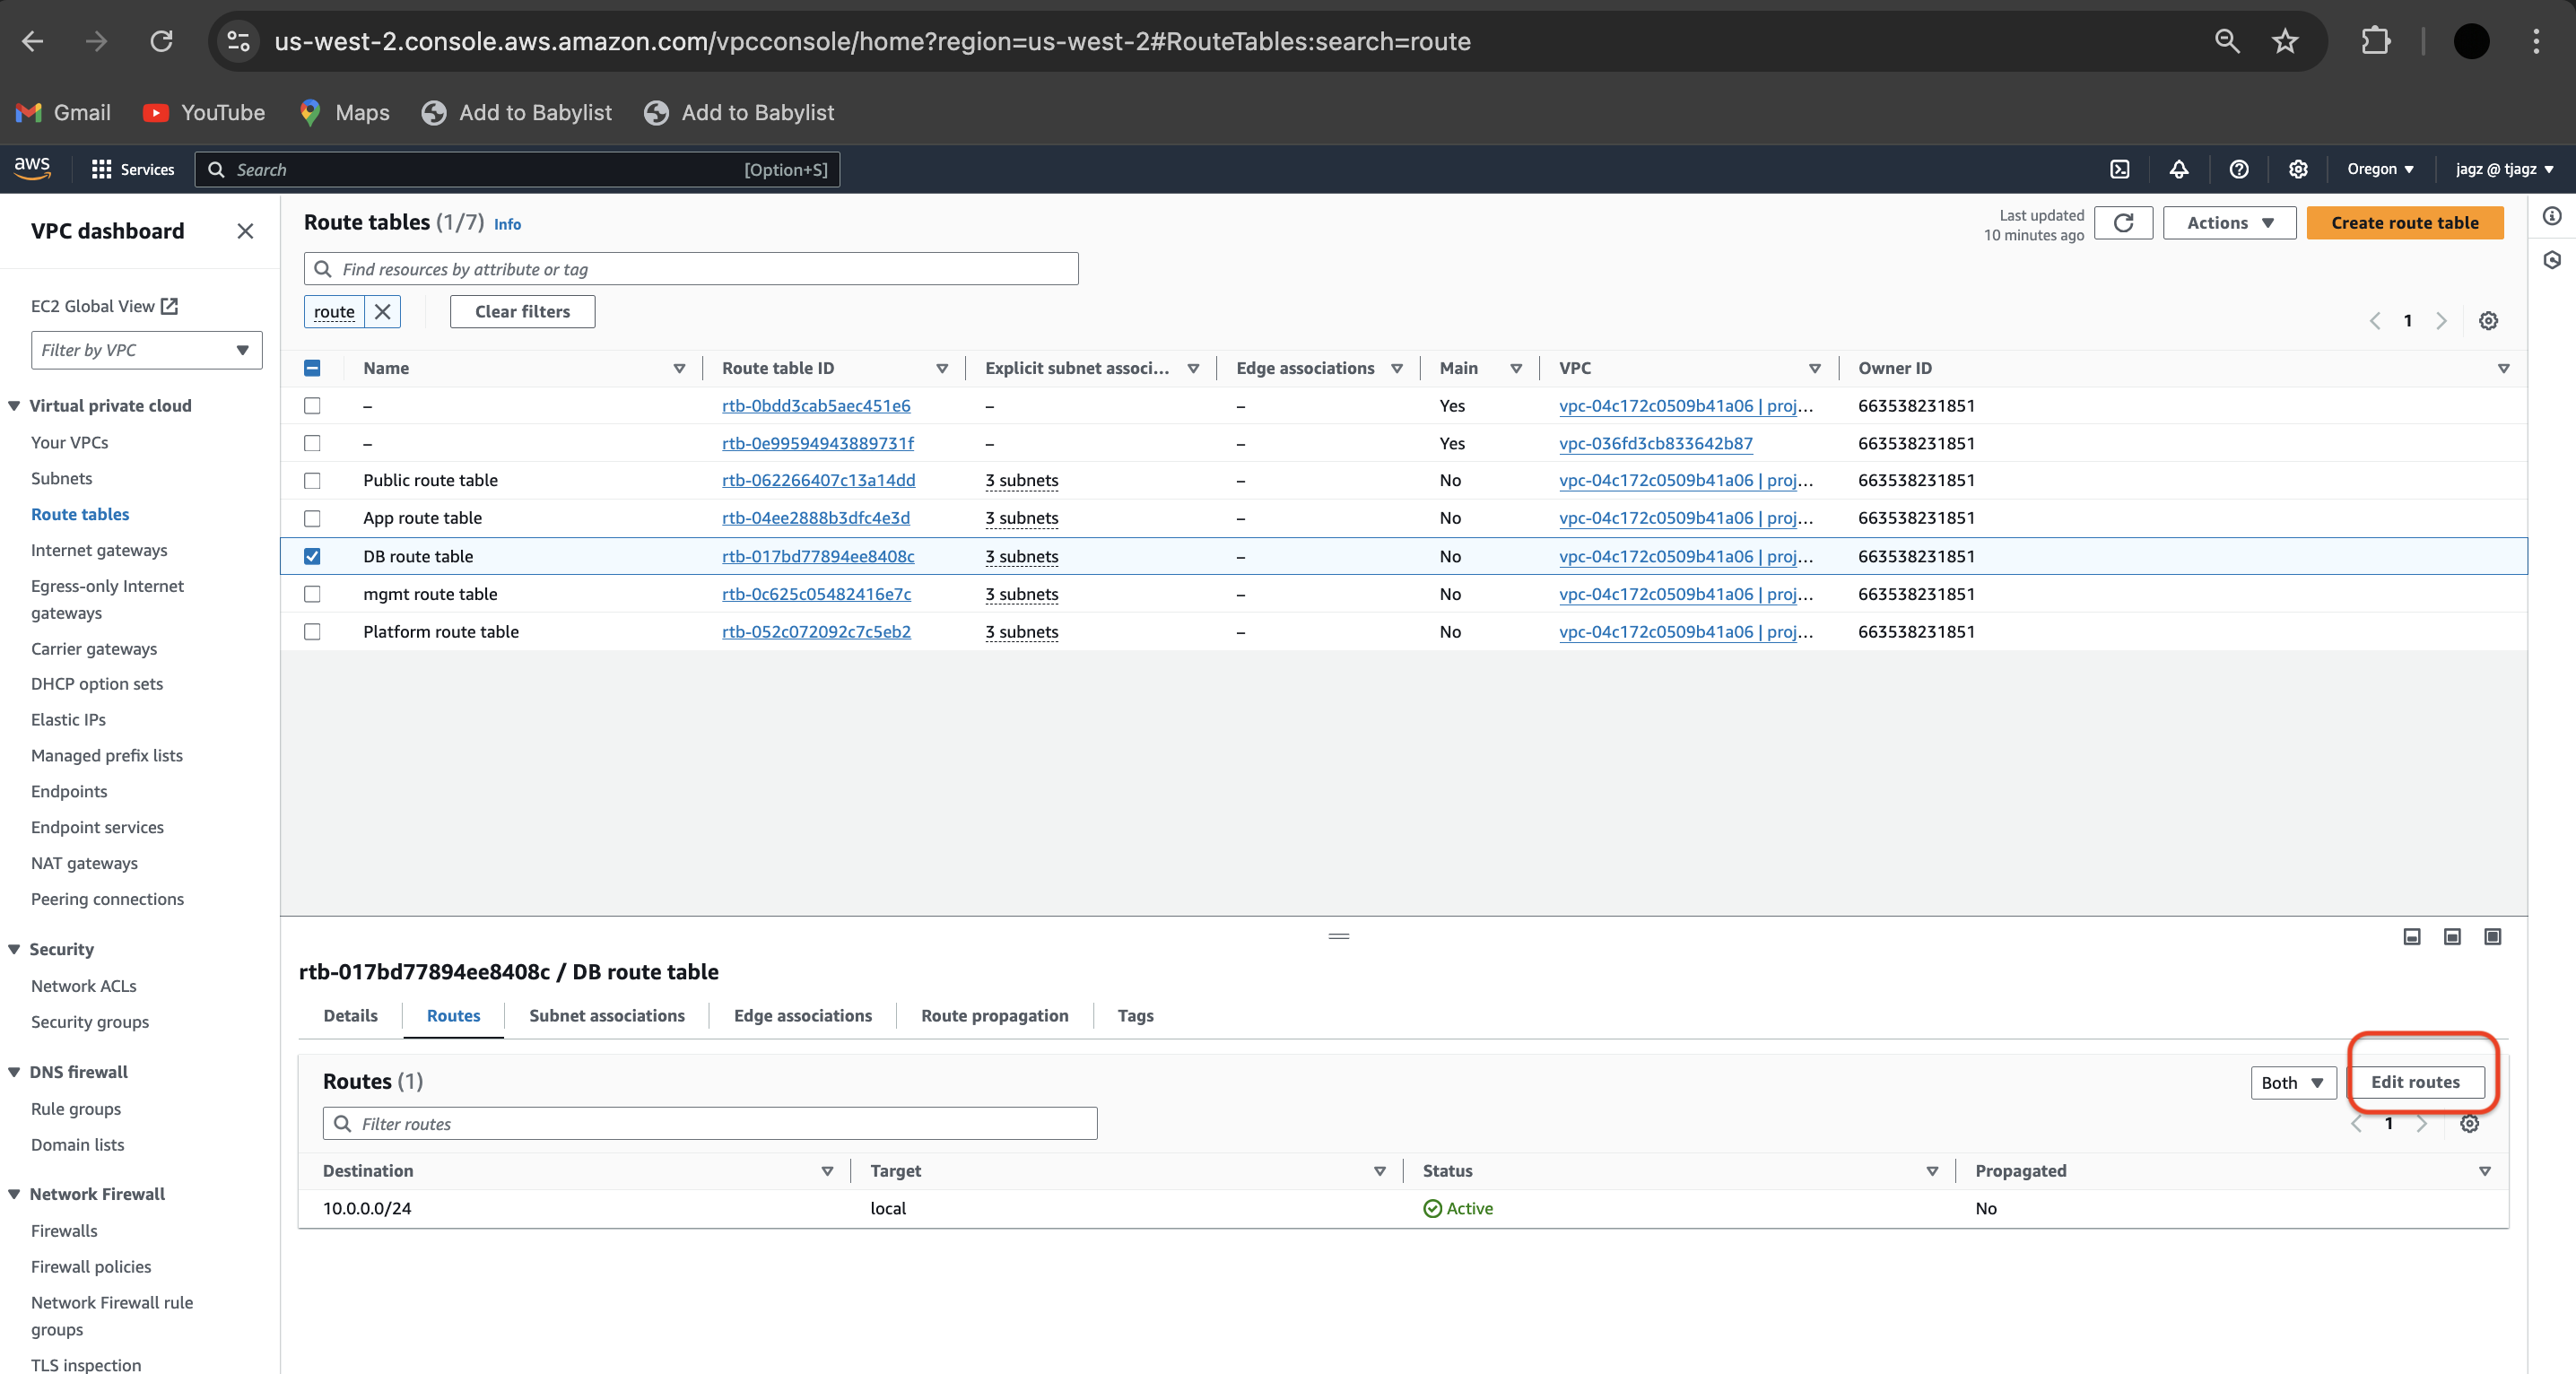 us-west-2.console.aws.amazon.com/vpcconsole/home?region=us-west-2#RouteTables:search=route
Gmail YouTube Maps Add to Babylist Add to Babylist
aws Services Search [Option+S] Oregon jagz @ tjagz
VPC dashboard
EC2 Global View
Filter by VPC
Virtual private cloud
Your VPCs
Subnets
Route tables
Internet gateways
Egress-only Internet
gateways
Carrier gateways
DHCP option sets
Elastic IPs
Managed prefix lists
Endpoints
Endpoint services
NAT gateways
Peering connections
Security
Network ACLs
Security groups
DNS firewall
Rule groups
Domain lists
Network Firewall
Firewalls
Firewall policies
Network Firewall rule
groups
TLS inspection
Route tables (1/7) Info
Last updated
10 minutes ago
Actions Create route table
Find resources by attribute or tag
route Clear filters
1
Name Route table ID Explicit subnet associ... Edge associations Main VPC Owner ID
– rtb-0bdd3cab5aec451e6 – – Yes vpc-04c172c0509b41a06 | proj... 663538231851
– rtb-0e99594943889731f – – Yes vpc-036fd3cb833642b87 663538231851
Public route table rtb-062266407c13a14dd 3 subnets – No vpc-04c172c0509b41a06 | proj... 663538231851
App route table rtb-04ee2888b3dfc4e3d 3 subnets – No vpc-04c172c0509b41a06 | proj... 663538231851
DB route table rtb-017bd77894ee8408c 3 subnets – No vpc-04c172c0509b41a06 | proj... 663538231851
mgmt route table rtb-0c625c05482416e7c 3 subnets – No vpc-04c172c0509b41a06 | proj... 663538231851
Platform route table rtb-052c072092c7c5eb2 3 subnets – No vpc-04c172c0509b41a06 | proj... 663538231851
rtb-017bd77894ee8408c / DB route table
Details Routes Subnet associations Edge associations Route propagation Tags
Routes (1)
Both Edit routes
Filter routes
1
Destination Target Status Propagated
10.0.0.0/24 local Active No